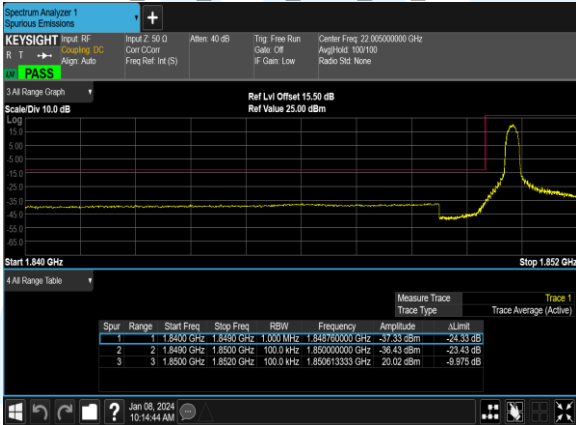 Spectrum Analyzer 1
Spurious Emissions
+
KEYSIGHT Input: RF Input Z: 50 Ω Atten: 40 dB Trig: Free Run Center Freq: 22.005000000 GHz
R T Coupling: DC Corr CCorr Gate: Off Avg|Hold: 100/100
Align: Auto Freq Ref: Int (S) IF Gain: Low Radio Std: None
PASS
3 All Range Graph
Ref Lvl Offset 15.50 dB
Scale/Div 10.0 dB Ref Value 25.00 dBm
Log
15.0
5.00
-5.00
-15.0
-25.0
-35.0
-45.0
-55.0
-65.0
Start 1.840 GHz Stop 1.852 GHz
4 All Range Table
Measure Trace Trace 1
Trace Type Trace Average (Active)
Spur Range Start Freq Stop Freq RBW Frequency Amplitude ΔLimit
1 1 1.8400 GHz 1.8490 GHz 1.000 MHz 1.848760000 GHz -37.33 dBm -24.33 dB
2 2 1.8490 GHz 1.8500 GHz 100.0 kHz 1.850000000 GHz -36.43 dBm -23.43 dB
3 3 1.8500 GHz 1.8520 GHz 100.0 kHz 1.850613333 GHz 20.02 dBm -9.975 dB
? Jan 08, 2024
10:14:44 AM